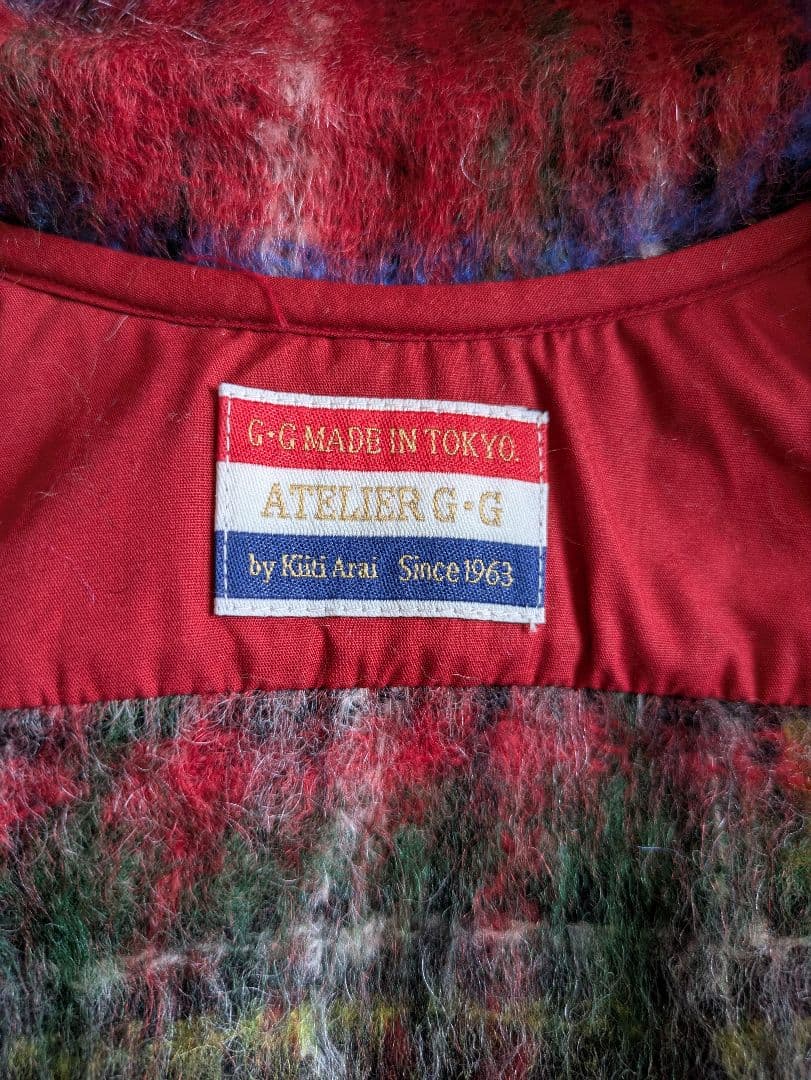 G·G MADE IN TOKYO.
ATELIER G·G
by Kiiti Arai Since 1963